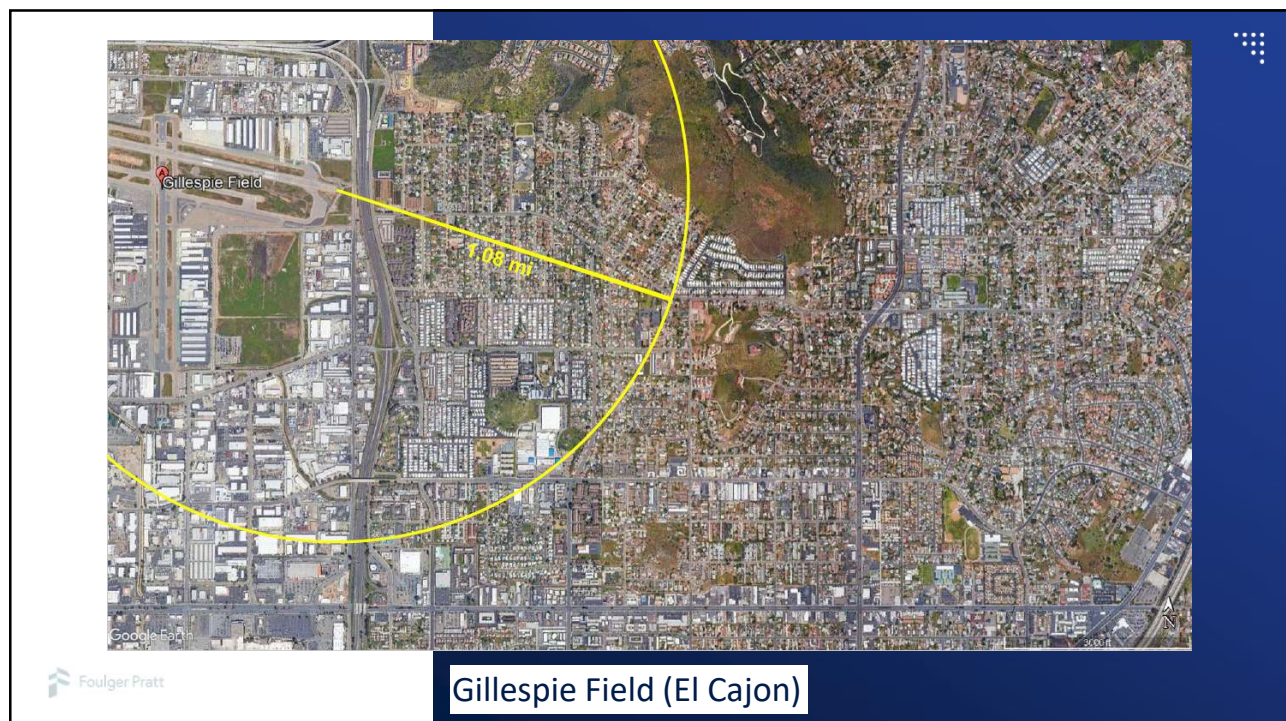 A
Gillespie Field
1.08 mi
Google Earth
N
3000 ft
Foulger Pratt
Gillespie Field (El Cajon)